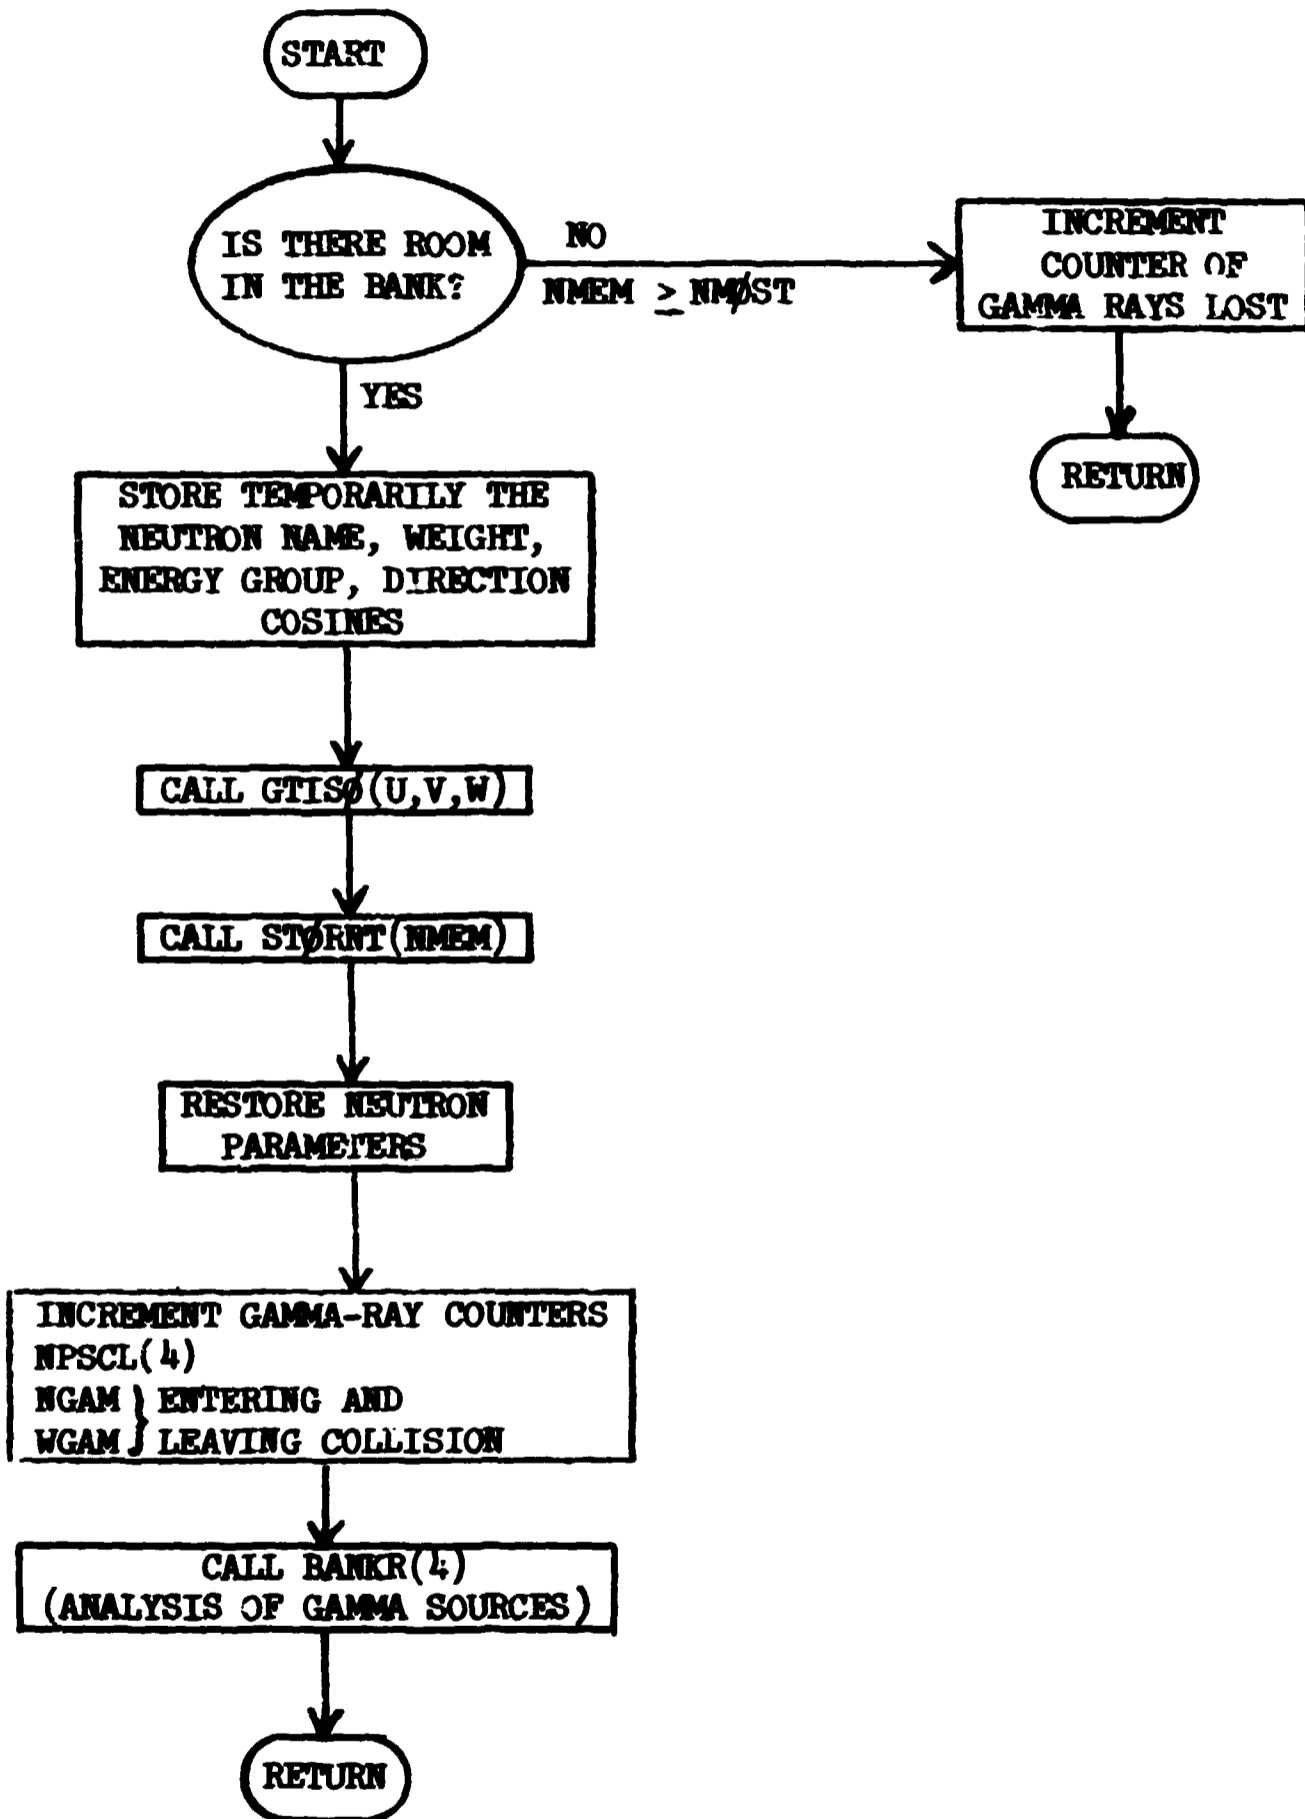 START
IS THERE ROOM
IN THE BANK?
NO
NMEM ≥ NMØST
INCREMENT
COUNTER OF
GAMMA RAYS LOST
RETURN
YES
STORE TEMPORARILY THE
NEUTRON NAME, WEIGHT,
ENERGY GROUP, DIRECTION
COSINES
CALL GTISØ(U,V,W)
CALL STØRNT(NMEM)
RESTORE NEUTRON
PARAMETERS
INCREMENT GAMMA-RAY COUNTERS
NPSCL(4)
NGAM } ENTERING AND
WGAM } LEAVING COLLISION
CALL BANKR(4)
(ANALYSIS OF GAMMA SOURCES)
RETURN